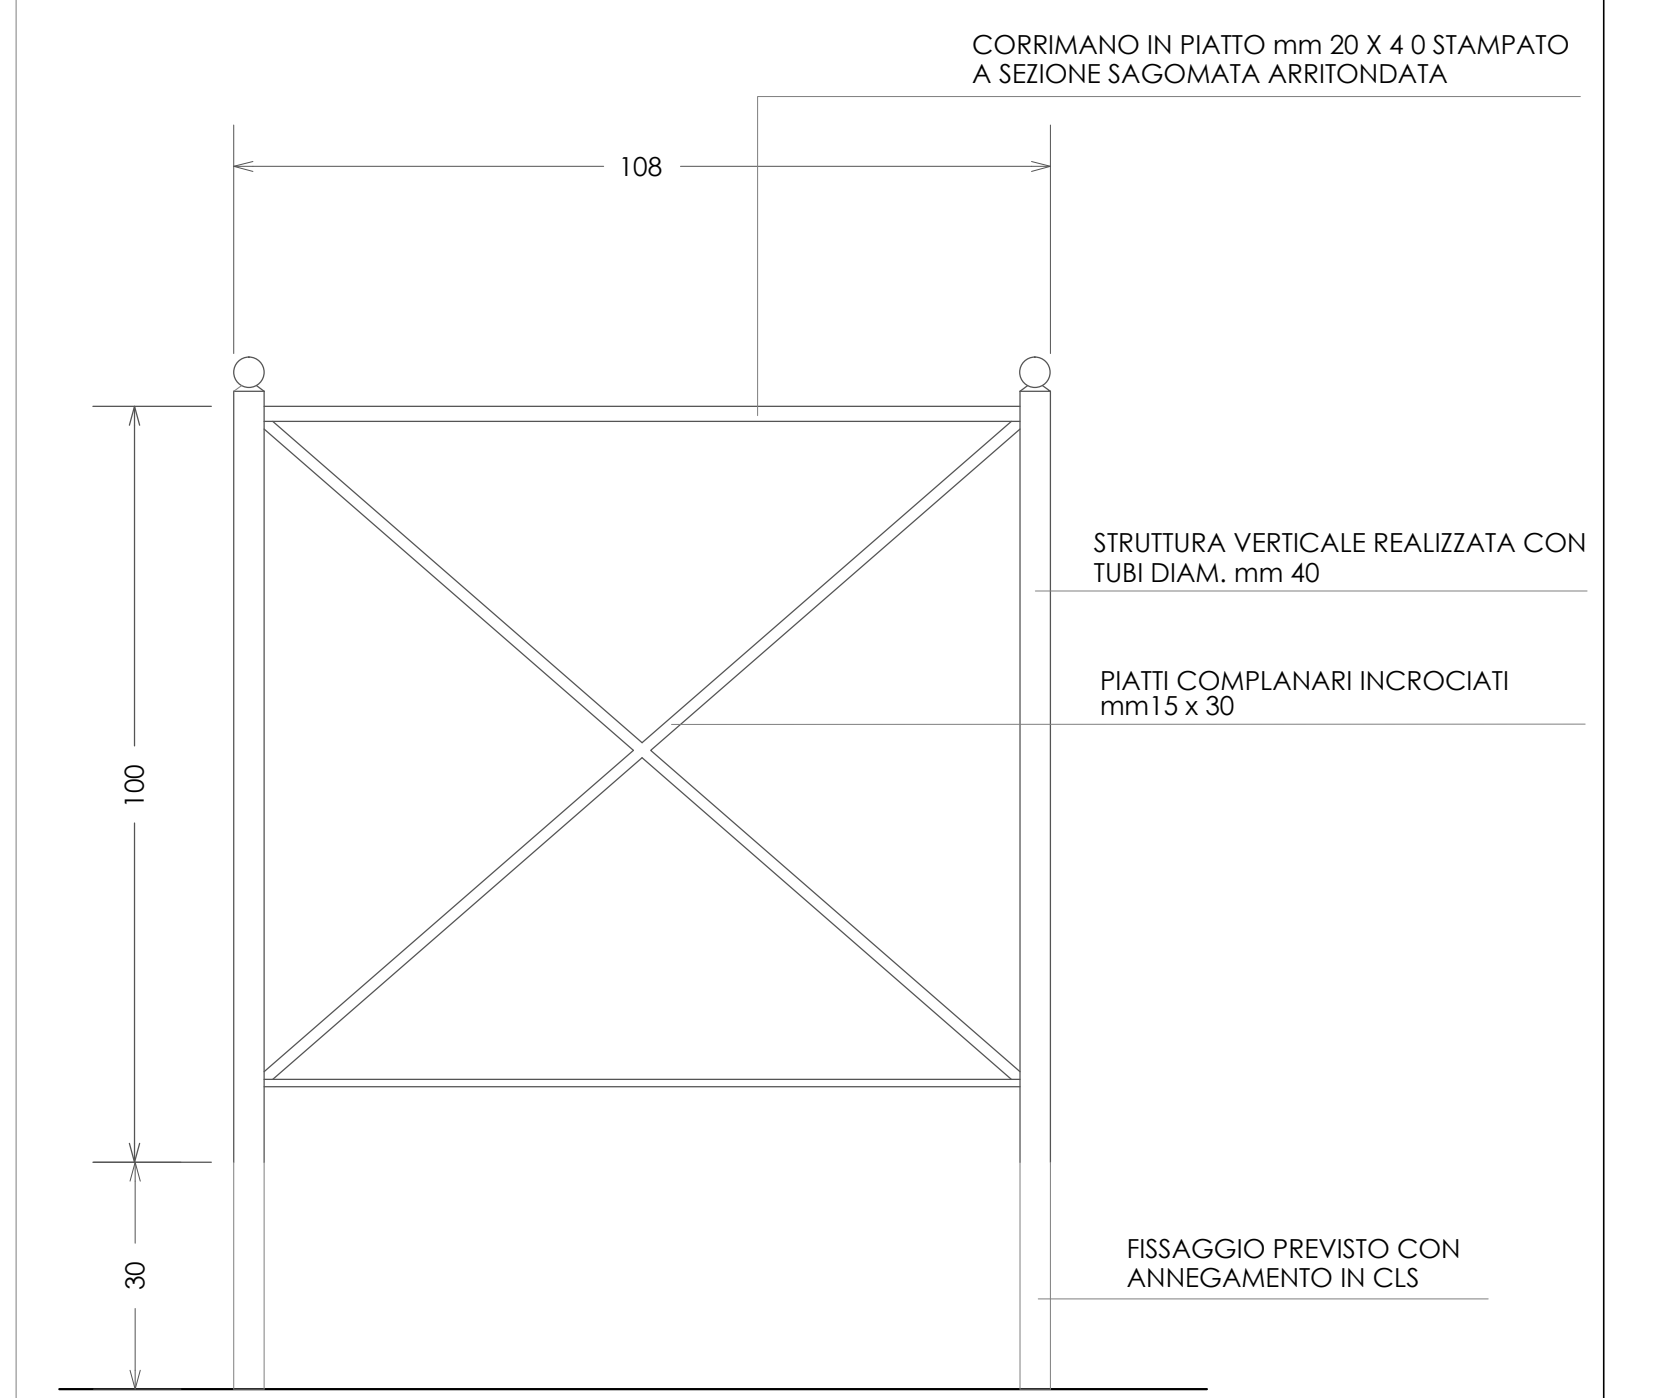 CORRIMANO IN PIATTO mm 20 X 4 0 STAMPATO
A SEZIONE SAGOMATA ARRITONDATA
108
STRUTTURA VERTICALE REALIZZATA CON
TUBI DIAM. mm 40
PIATTI COMPLANARI INCROCIATI
mm15 x 30
100
FISSAGGIO PREVISTO CON
ANNEGAMENTO IN CLS
30